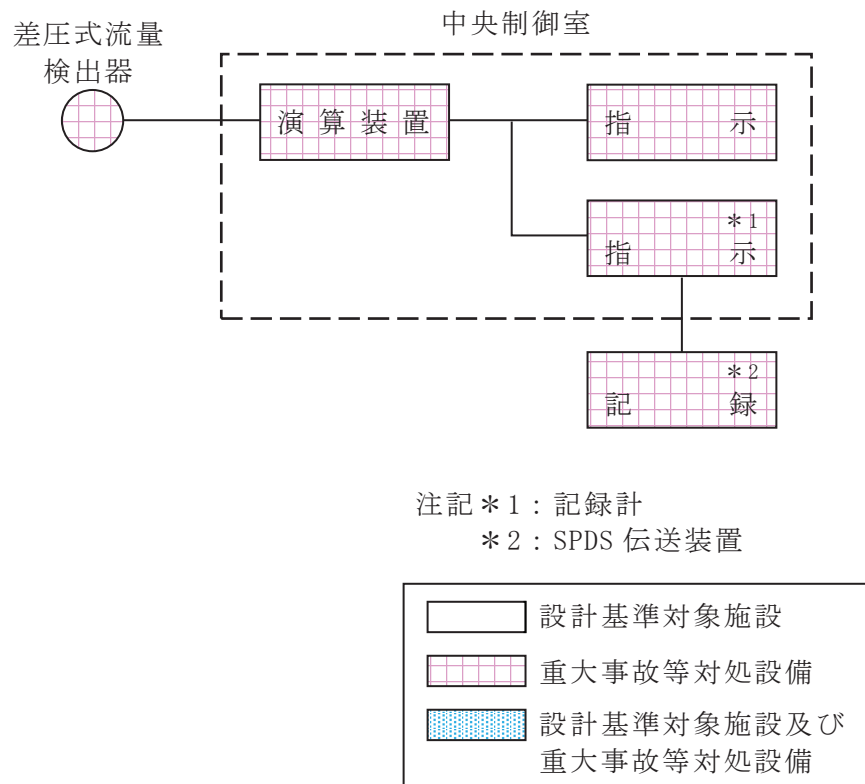 中央制御室
差圧式流量
検出器
演算装置
指示
＊1
指示
＊2
記録
注記＊1：記録計
＊2：SPDS 伝送装置
設計基準対象施設
重大事故等対処設備
設計基準対象施設及び
重大事故等対処設備